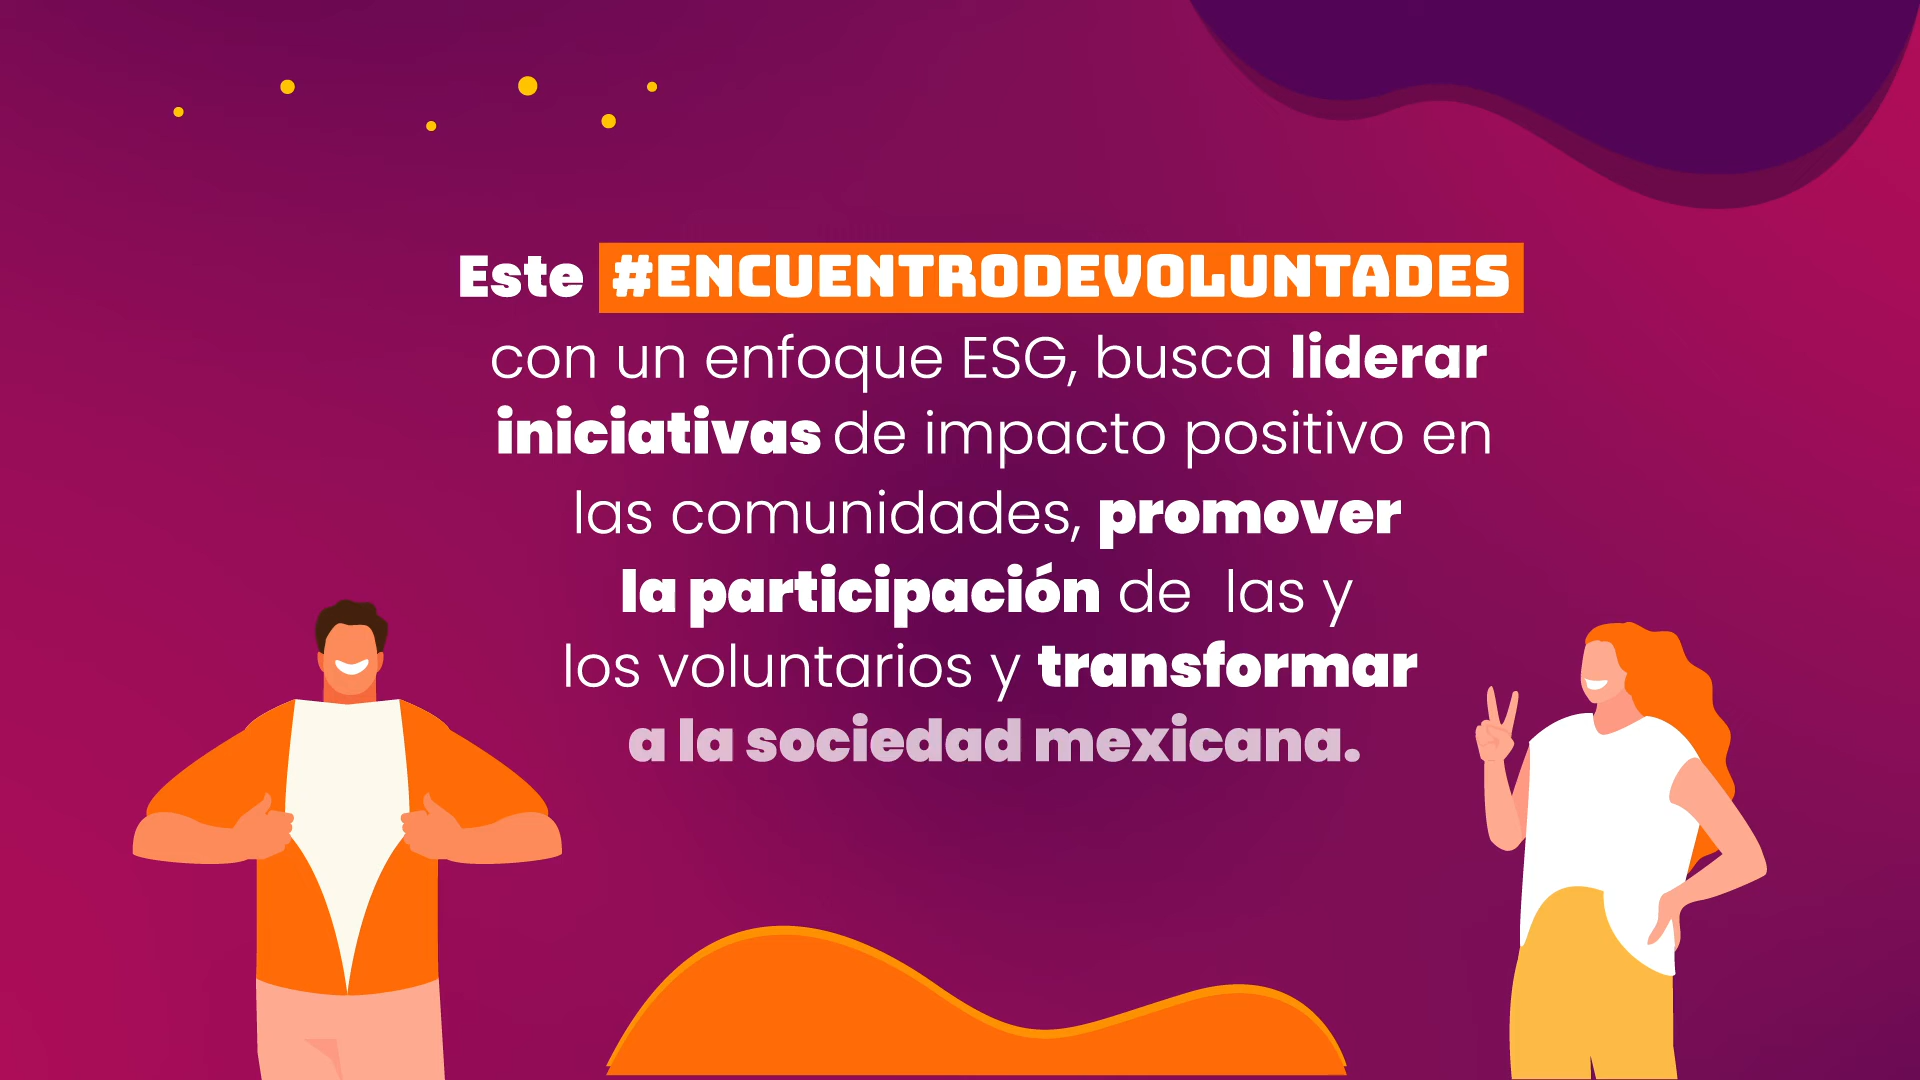 Este #ENCUENTRODEVOLUNTADES
con un enfoque ESG, busca liderar
iniciativas de impacto positivo en
las comunidades, promover
la participación de las y
los voluntarios y transformar
a la sociedad mexicana.